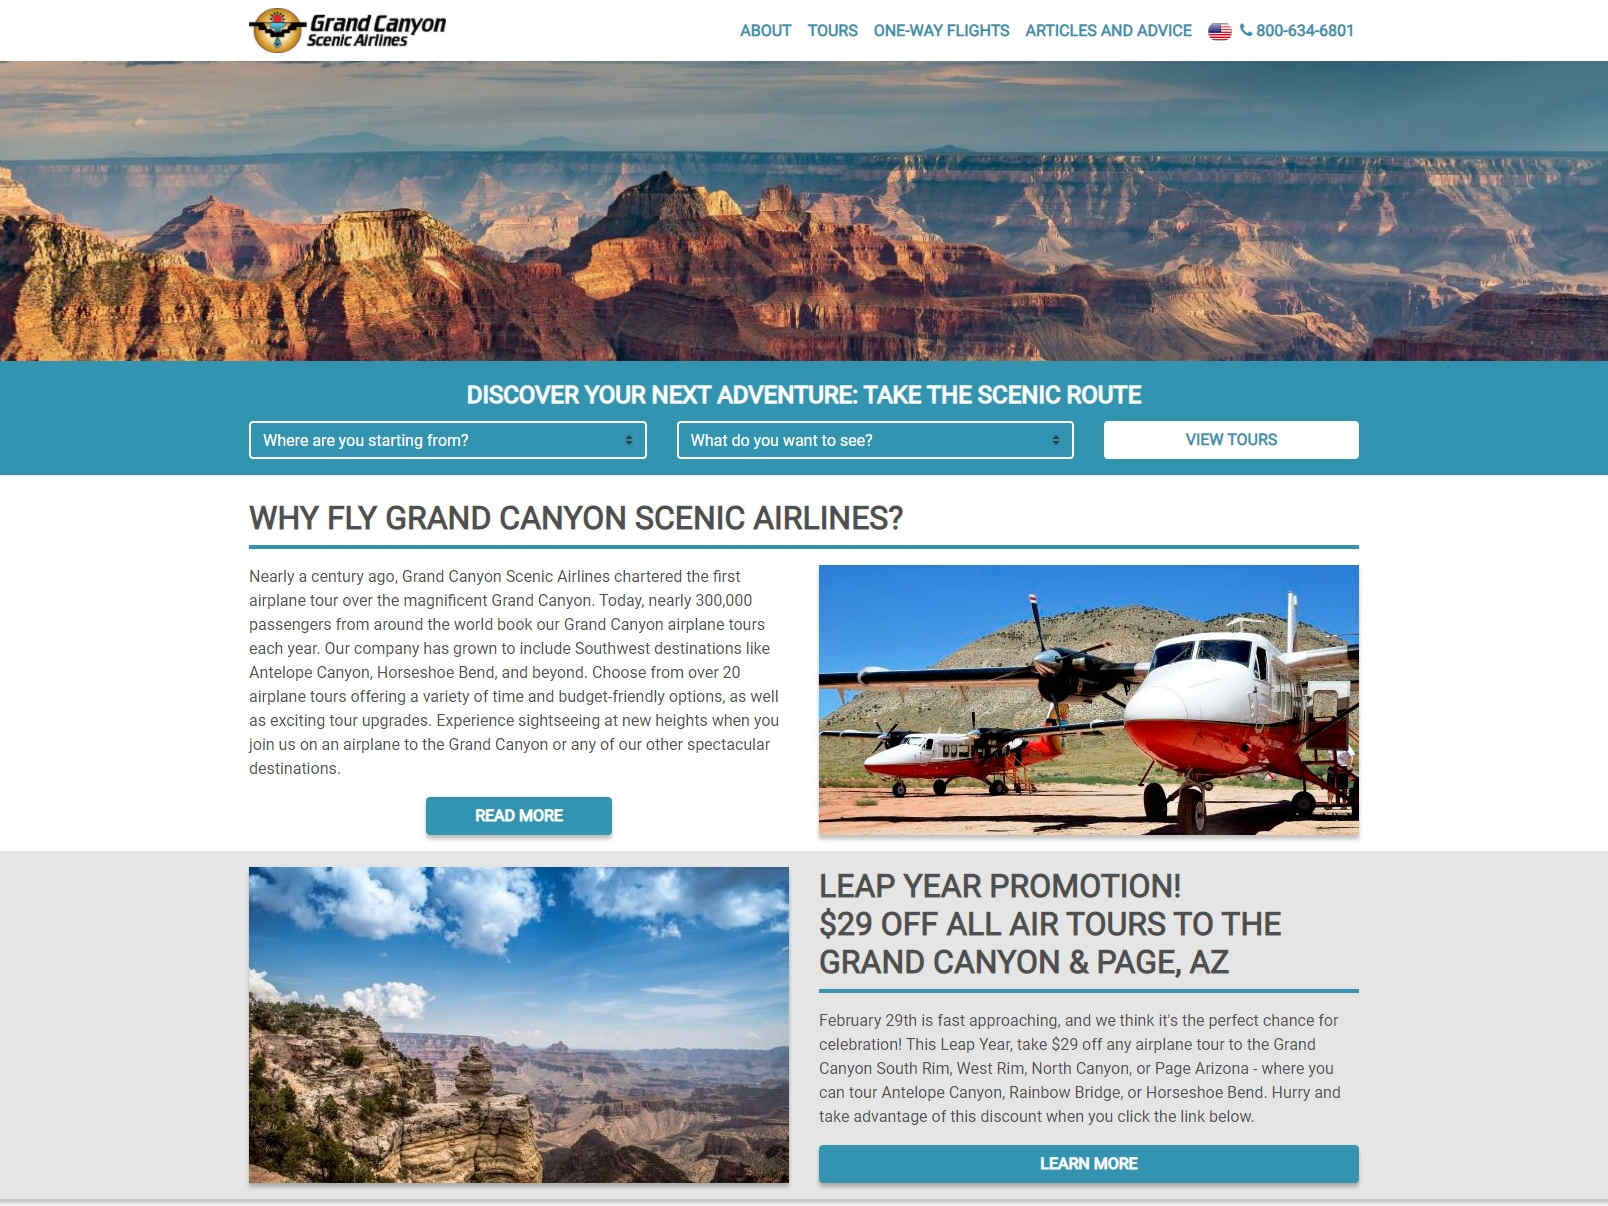 Grand Canyon
Scenic Airlines
ABOUT TOURS ONE-WAY FLIGHTS ARTICLES AND ADVICE 800-634-6801
DISCOVER YOUR NEXT ADVENTURE: TAKE THE SCENIC ROUTE
Where are you starting from? What do you want to see? VIEW TOURS
WHY FLY GRAND CANYON SCENIC AIRLINES?
Nearly a century ago, Grand Canyon Scenic Airlines chartered the first
airplane tour over the magnificent Grand Canyon. Today, nearly 300,000
passengers from around the world book our Grand Canyon airplane tours
each year. Our company has grown to include Southwest destinations like
Antelope Canyon, Horseshoe Bend, and beyond. Choose from over 20
airplane tours offering a variety of time and budget-friendly options, as well
as exciting tour upgrades. Experience sightseeing at new heights when you
join us on an airplane to the Grand Canyon or any of our other spectacular
destinations.
READ MORE
LEAP YEAR PROMOTION!
$29 OFF ALL AIR TOURS TO THE
GRAND CANYON & PAGE, AZ
February 29th is fast approaching, and we think it's the perfect chance for
celebration! This Leap Year, take $29 off any airplane tour to the Grand
Canyon South Rim, West Rim, North Canyon, or Page Arizona - where you
can tour Antelope Canyon, Rainbow Bridge, or Horseshoe Bend. Hurry and
take advantage of this discount when you click the link below.
LEARN MORE